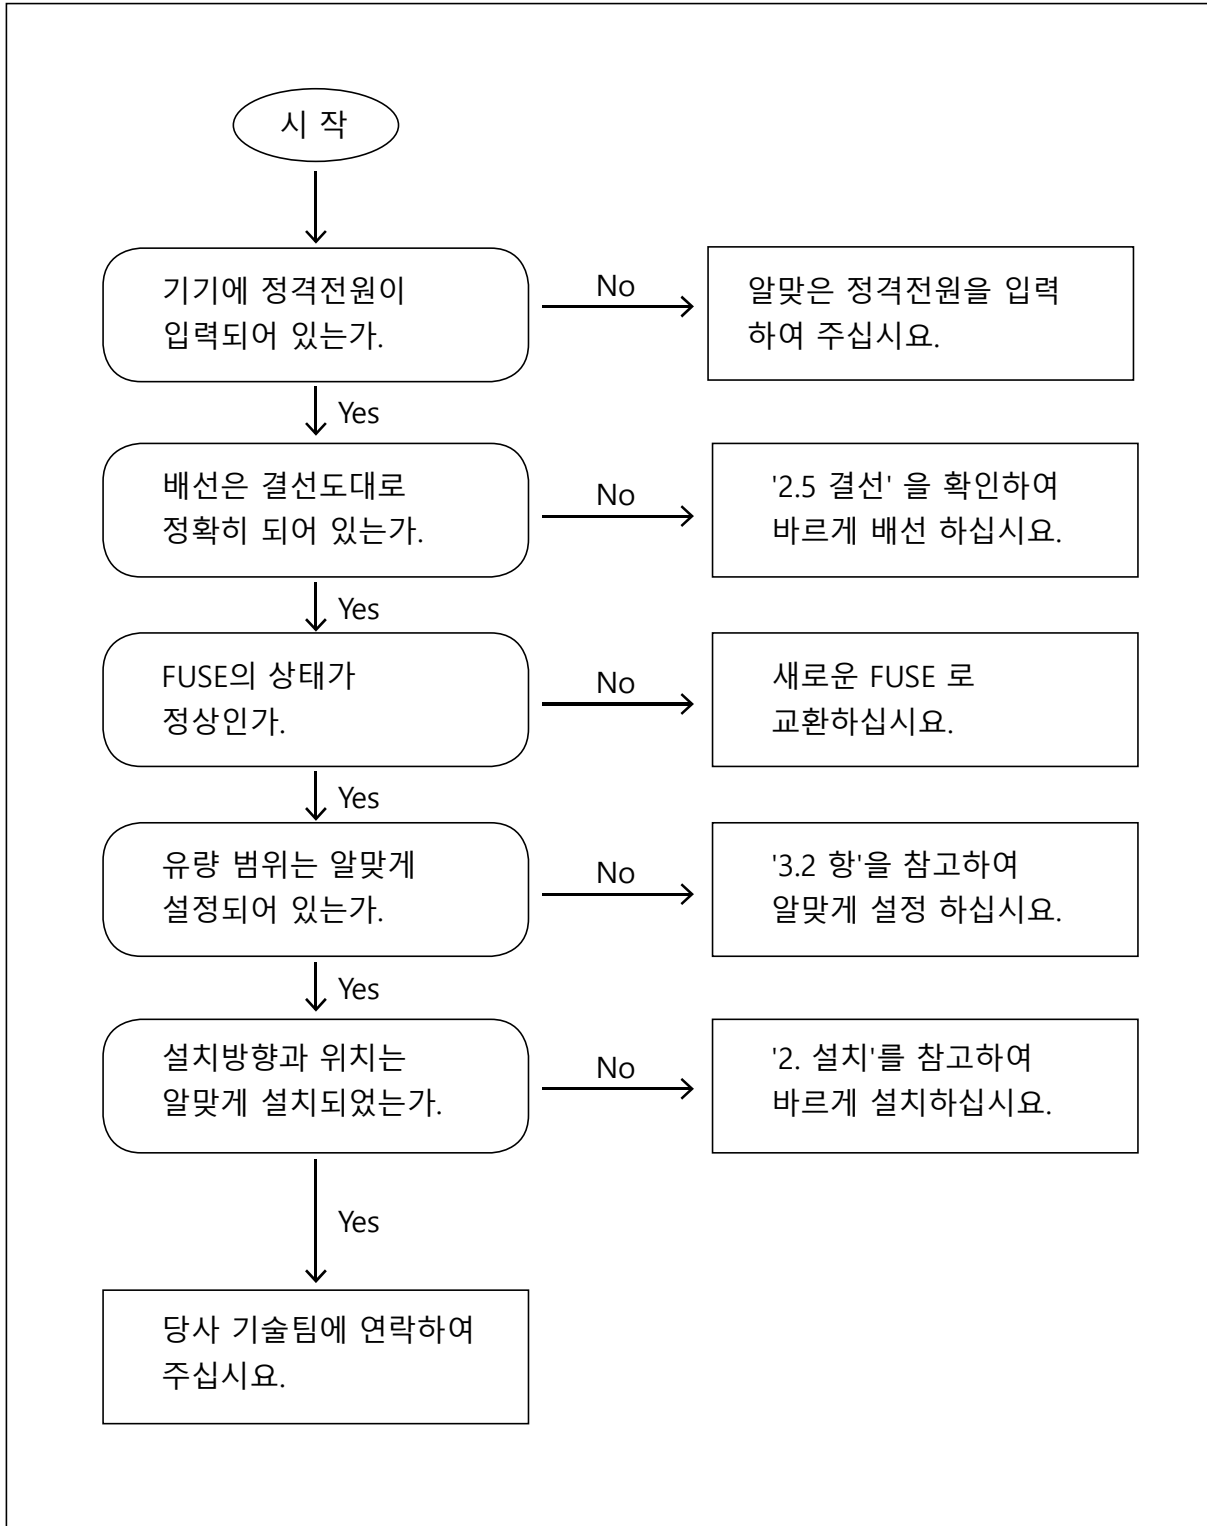 시 작
기기에 정격전원이
입력되어 있는가.
No
알맞은 정격전원을 입력
하여 주십시요.
Yes
배선은 결선도대로
정확히 되어 있는가.
No
'2.5 결선' 을 확인하여
바르게 배선 하십시요.
Yes
FUSE의 상태가
정상인가.
No
새로운 FUSE 로
교환하십시요.
Yes
유량 범위는 알맞게
설정되어 있는가.
No
'3.2 항'을 참고하여
알맞게 설정 하십시요.
Yes
설치방향과 위치는
알맞게 설치되었는가.
No
'2. 설치'를 참고하여
바르게 설치하십시요.
Yes
당사 기술팀에 연락하여
주십시요.